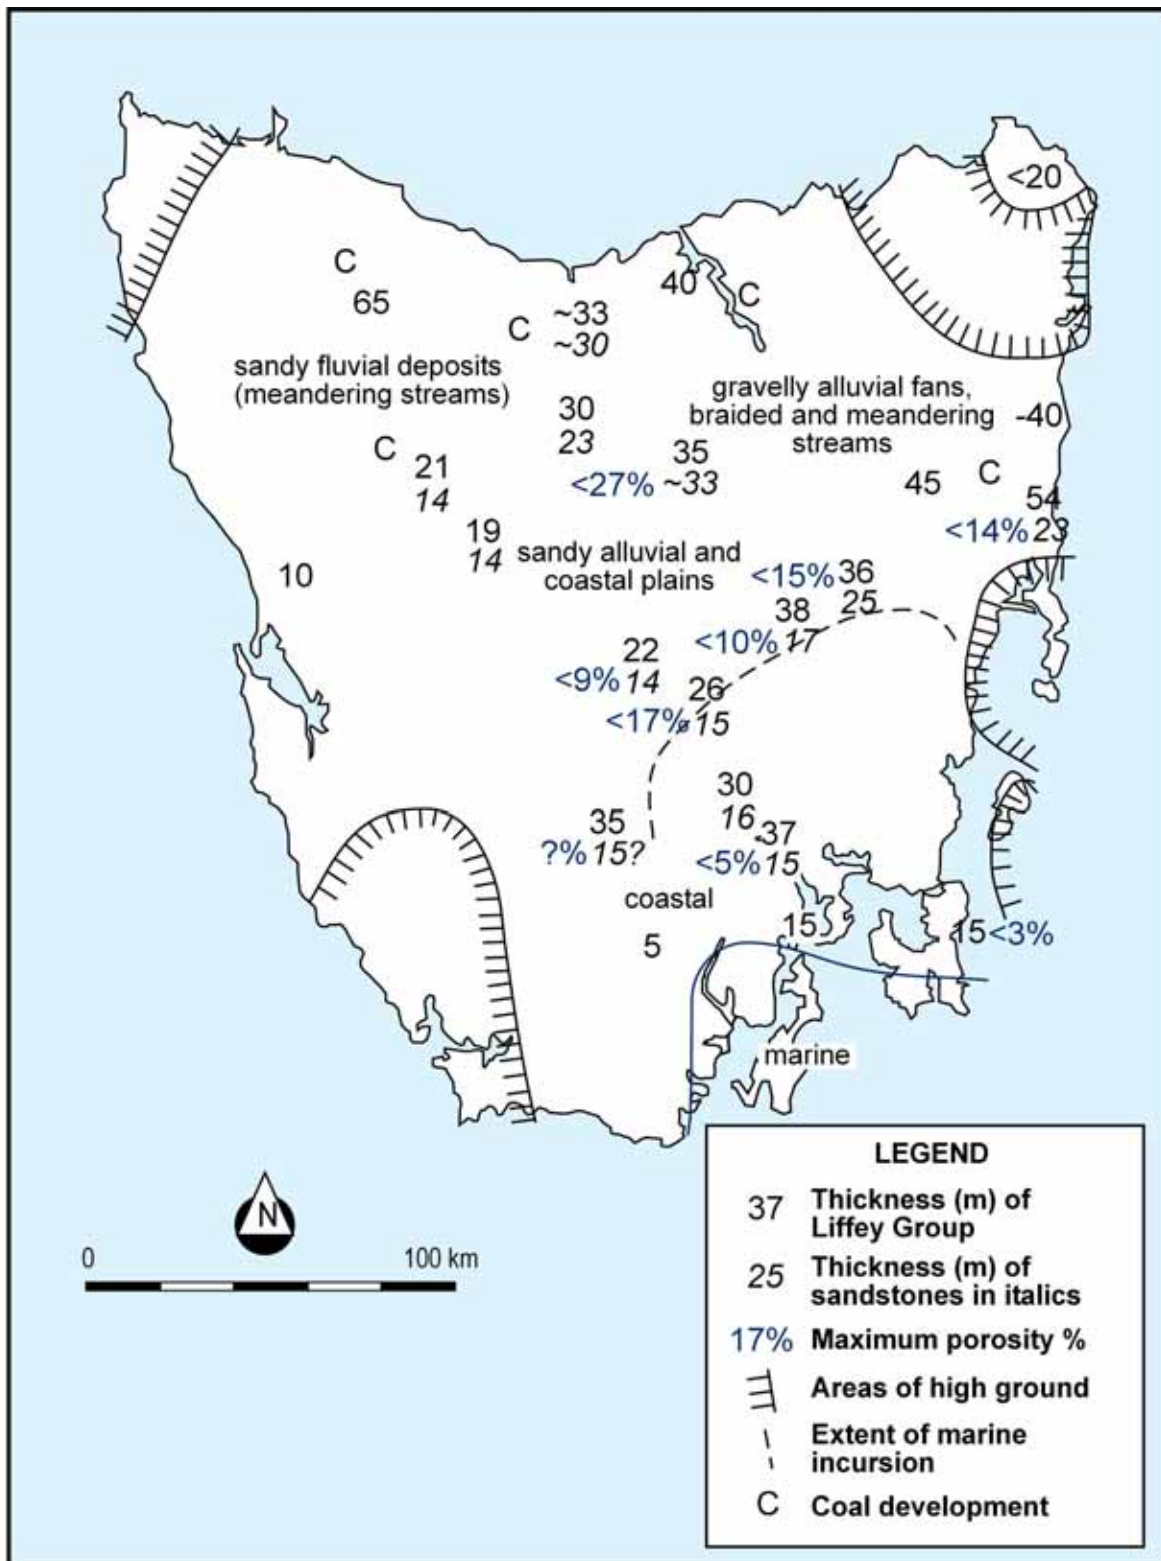 <20
C
65
40
C
C
~33
~30
sandy fluvial deposits
(meandering streams)
gravelly alluvial fans,
braided and meandering
streams
-40
30
23
C
21
14
35
<27% ~33
45
C
54
<14% 23
19
14
sandy alluvial and
coastal plains
10
<15% 36
25
38
<10% 17
22
<9% 14
26
<17% 15
30
16
35
?% 15?
37
<5% 15
coastal
5
15
15 <3%
marine
LEGEND
37 Thickness (m) of
Liffey Group
25 Thickness (m) of
sandstones in italics
17% Maximum porosity %
Areas of high ground
Extent of marine
incursion
C Coal development
N
0 100 km